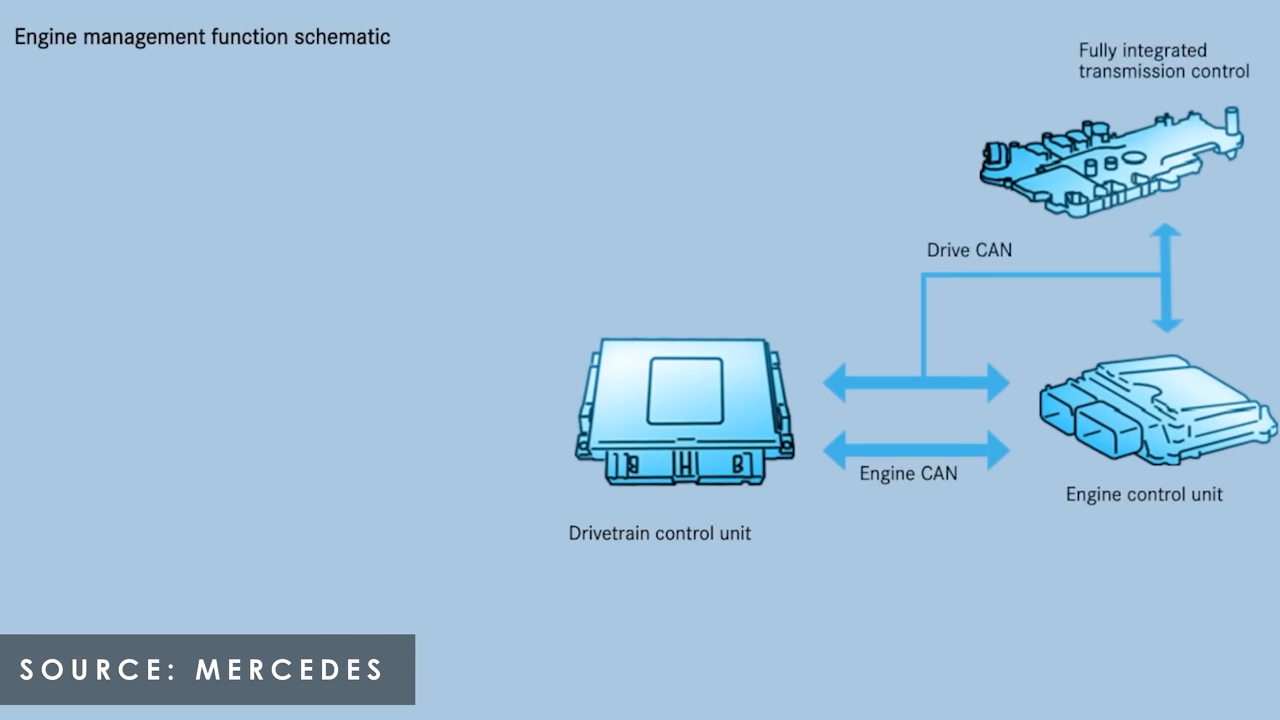 Engine management function schematic
Fully integrated
transmission control
Drive CAN
Engine CAN
Engine control unit
Drivetrain control unit
SOURCE: MERCEDES